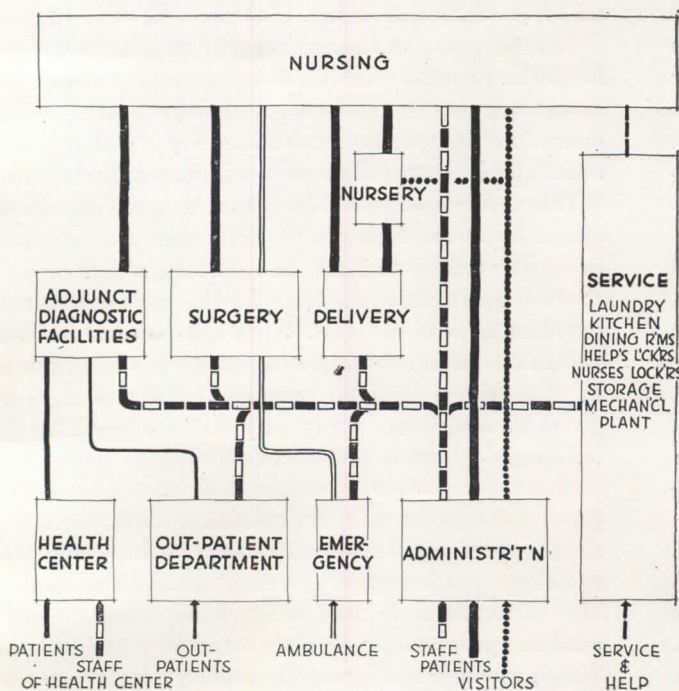 NURSING
NURSERY
ADJUNCT
DIAGNOSTIC
FACILITIES
SURGERY
DELIVERY
SERVICE
LAUNDRY
KITCHEN
DINING R'MS
HELP'S L'CK'RS
NURSES LOCK'RS
STORAGE
MECHAN'CL
PLANT
HEALTH
CENTER
OUT-PATIENT
DEPARTMENT
EMER-
GENCY
ADMINISTR'T'N
PATIENTS
STAFF
OF HEALTH CENTER
OUT-
PATIENTS
AMBULANCE
STAFF
PATIENTS
VISITORS
SERVICE
&
HELP